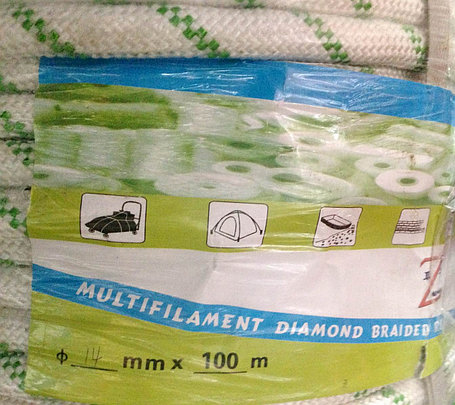 MULTIFILAMENT DIAMOND BRAIDED
ϕ 14 mm x 100 m